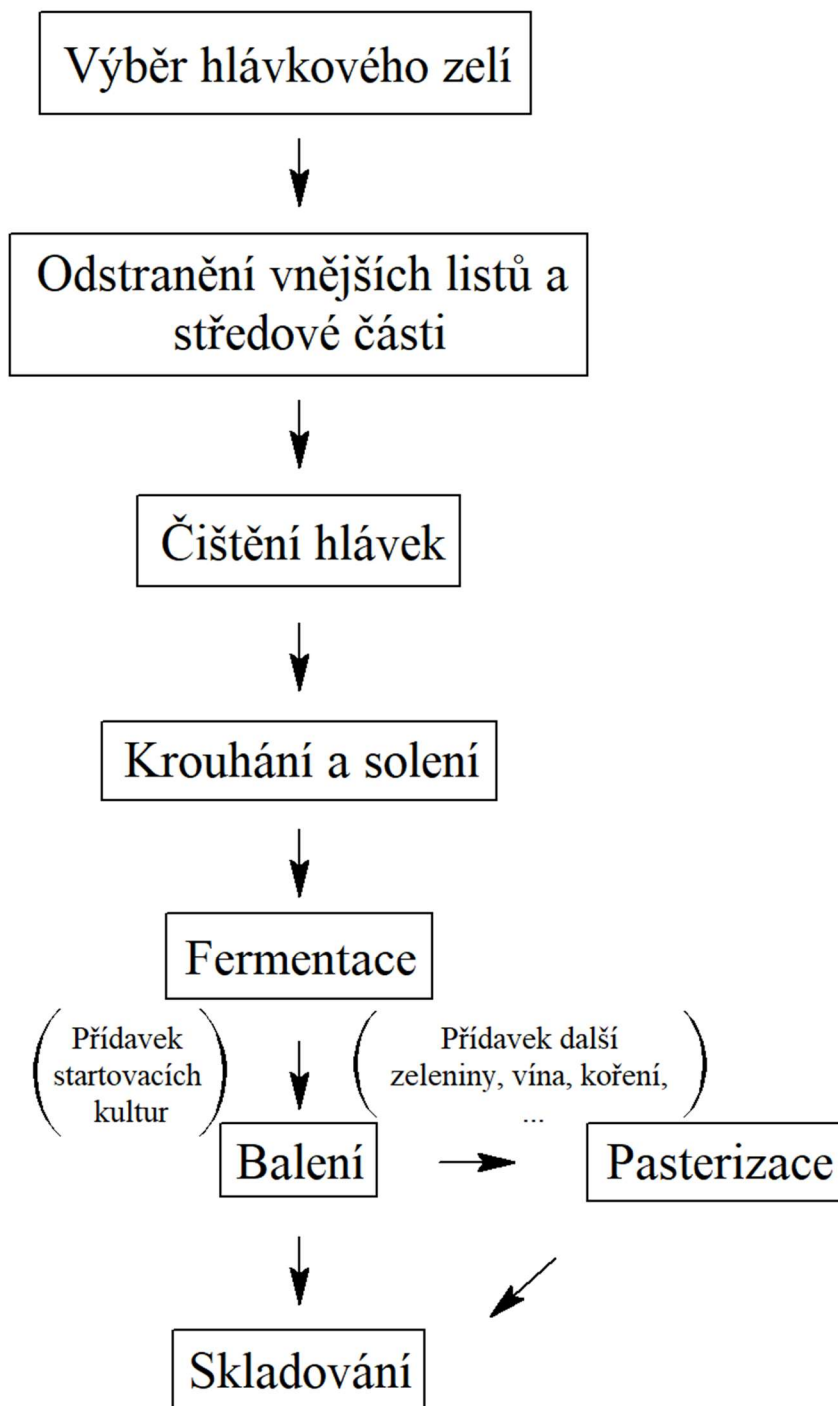 Výběr hlávkového zelí
Odstranění vnějších listů a
středové části
Čištění hlávek
Krouhání a solení
Fermentace
Přídavek
startovacích
kultur
Přídavek další
zeleniny, vína, koření,
...
Balení
Pasterizace
Skladování